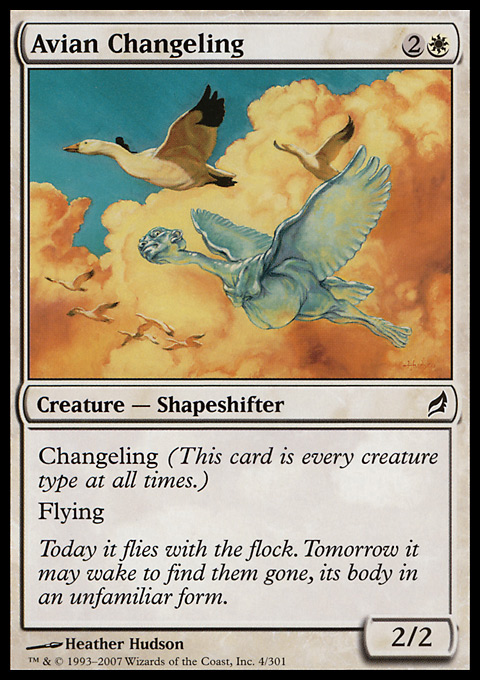 Avian Changeling 2
Creature — Shapeshifter
Changeling (This card is every creature
type at all times.)
Flying
Today it flies with the flock. Tomorrow it
may wake to find them gone, its body in
an unfamiliar form.
2/2
Heather Hudson
™ & © 1993–2007 Wizards of the Coast, Inc. 4/301